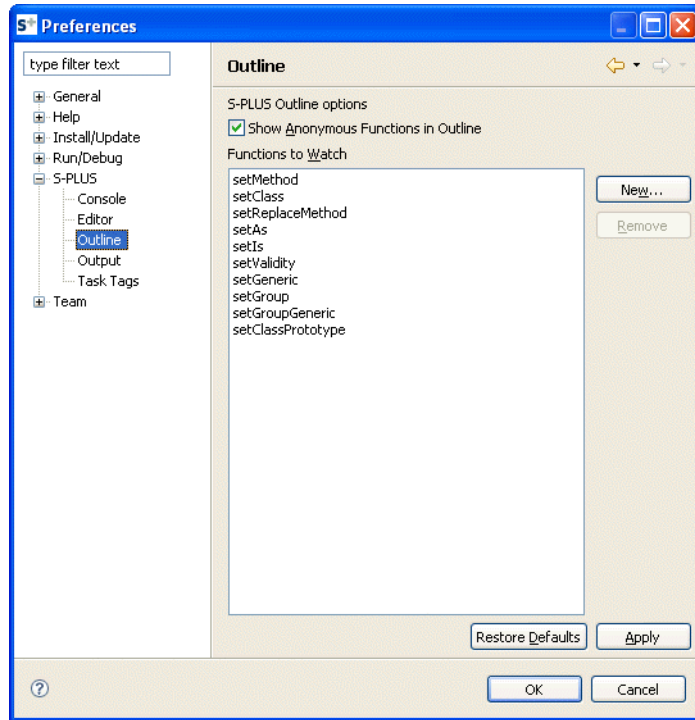 S+ Preferences
type filter text
General
Help
Install/Update
Run/Debug
S-PLUS
Console
Editor
Outline
Output
Task Tags
Team
Outline
S-PLUS Outline options
Show Anonymous Functions in Outline
Functions to Watch
setMethod
setClass
setReplaceMethod
setAs
setIs
setValidity
setGeneric
setGroup
setGroupGeneric
setClassPrototype
New...
Remove
Restore Defaults
Apply
?
OK
Cancel